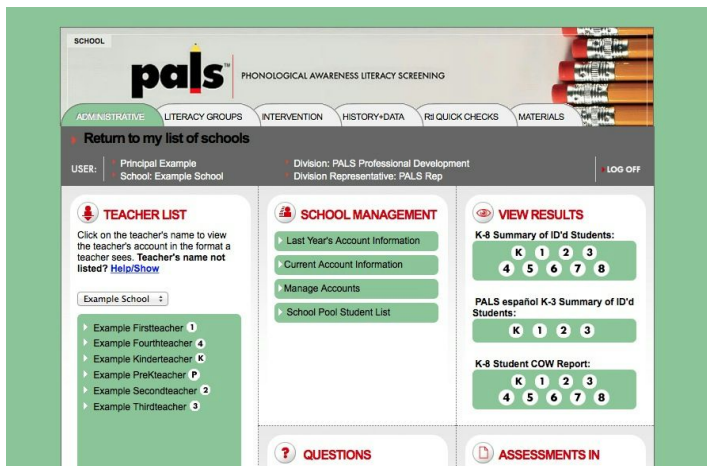 SCHOOL
pals™ PHONOLOGICAL AWARENESS LITERACY SCREENING
ADMINISTRATIVE LITERACY GROUPS INTERVENTION HISTORY+DATA RtI QUICK CHECKS MATERIALS
Return to my list of schools
USER:
Principal Example
School: Example School
Division: PALS Professional Development
Division Representative: PALS Rep
LOG OFF
TEACHER LIST
Click on the teacher's name to view
the teacher's account in the format a
teacher sees. Teacher's name not
listed? Help/Show
Example School
Example Firstteacher 1
Example Fourthteacher 4
Example Kinderteacher K
Example PreKteacher P
Example Secondteacher 2
Example Thirdteacher 3
SCHOOL MANAGEMENT
Last Year's Account Information
Current Account Information
Manage Accounts
School Pool Student List
VIEW RESULTS
K-8 Summary of ID'd Students:
K 1 2 3
4 5 6 7 8
PALS español K-3 Summary of ID'd
Students:
K 1 2 3
K-8 Student COW Report:
K 1 2 3
4 5 6 7 8
? QUESTIONS
ASSESSMENTS IN